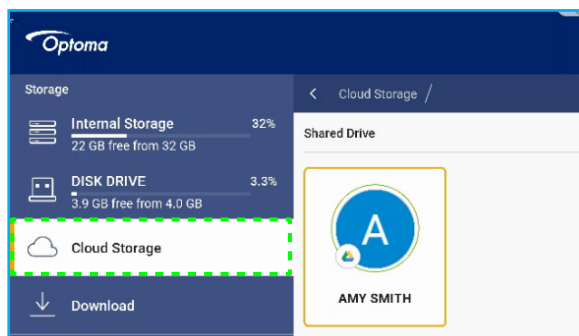 Optoma
Storage
Internal Storage 32%
22 GB free from 32 GB
DISK DRIVE 3.3%
3.9 GB free from 4.0 GB
Cloud Storage
Download
< Cloud Storage /
Shared Drive
A
AMY SMITH